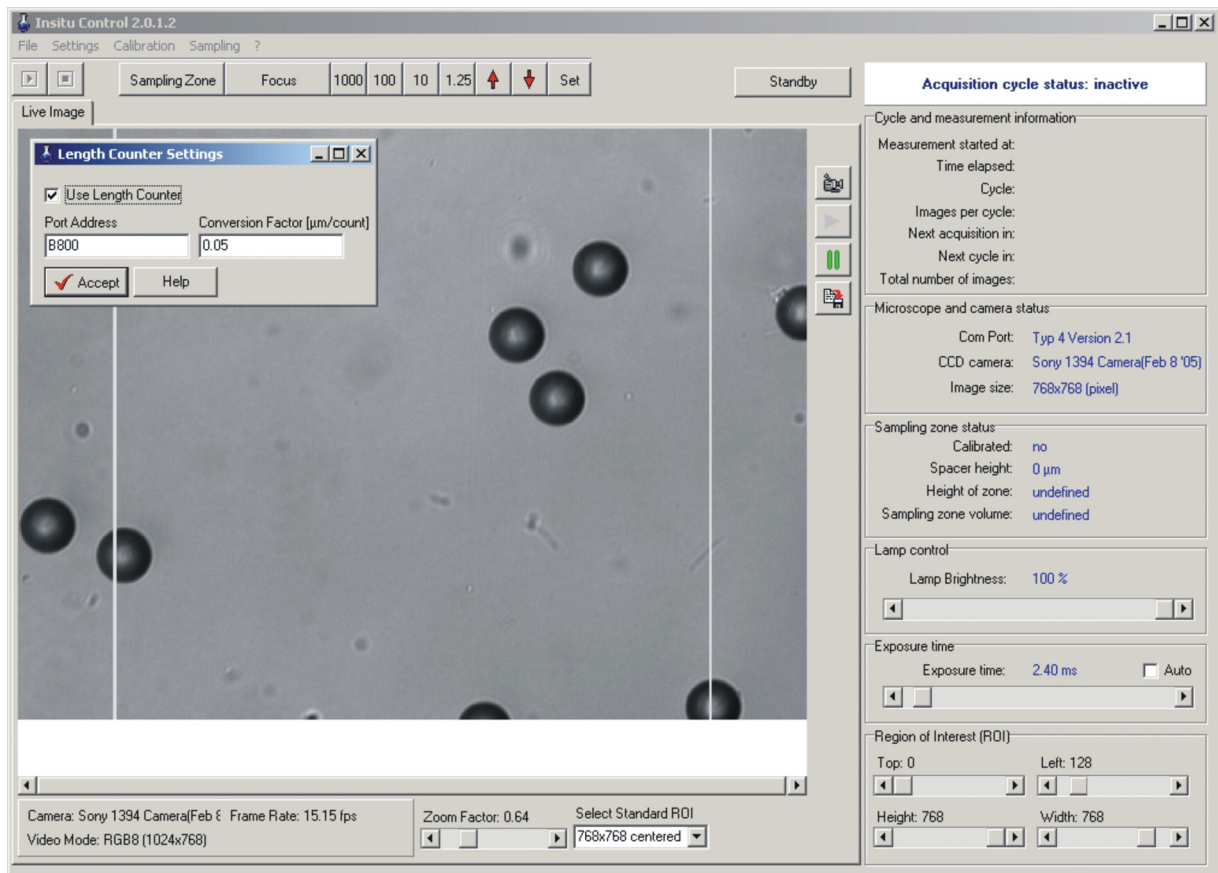 Insitu Control 2.0.1.2
File Settings Calibration Sampling ?
Sampling Zone Focus 1000 100 10 1.25 Set Standby
Live Image
Length Counter Settings
Use Length Counter
Port Address Conversion Factor [µm/count]
B800 0.05
Accept Help
Acquisition cycle status: inactive
Cycle and measurement information
Measurement started at:
Time elapsed:
Cycle:
Images per cycle:
Next acquisition in:
Next cycle in:
Total number of images:
Microscope and camera status
Com Port: Typ 4 Version 2.1
CCD camera: Sony 1394 Camera(Feb 8 '05)
Image size: 768x768 (pixel)
Sampling zone status
Calibrated: no
Spacer height: 0 µm
Height of zone: undefined
Sampling zone volume: undefined
Lamp control
Lamp Brightness: 100 %
Exposure time
Exposure time: 2.40 ms Auto
Region of Interest (ROI)
Top: 0 Left: 128
Height: 768 Width: 768
Camera: Sony 1394 Camera(Feb 8 Frame Rate: 15.15 fps
Video Mode: RGB8 (1024x768)
Zoom Factor: 0.64
Select Standard ROI
768x768 centered